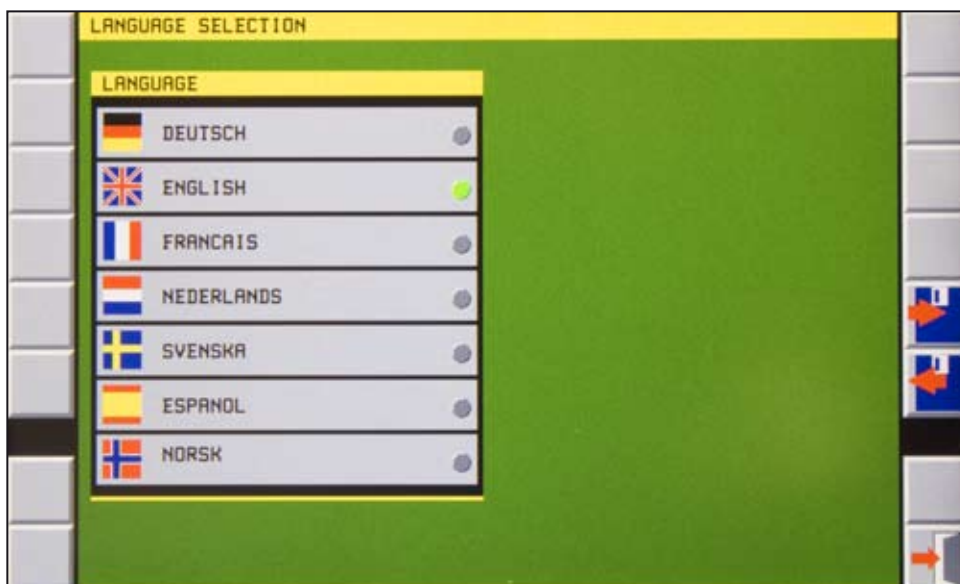 LANGUAGE SELECTION
LANGUAGE
DEUTSCH
ENGLISH
FRANCAIS
NEDERLANDS
SVENSKA
ESPANOL
NORSK